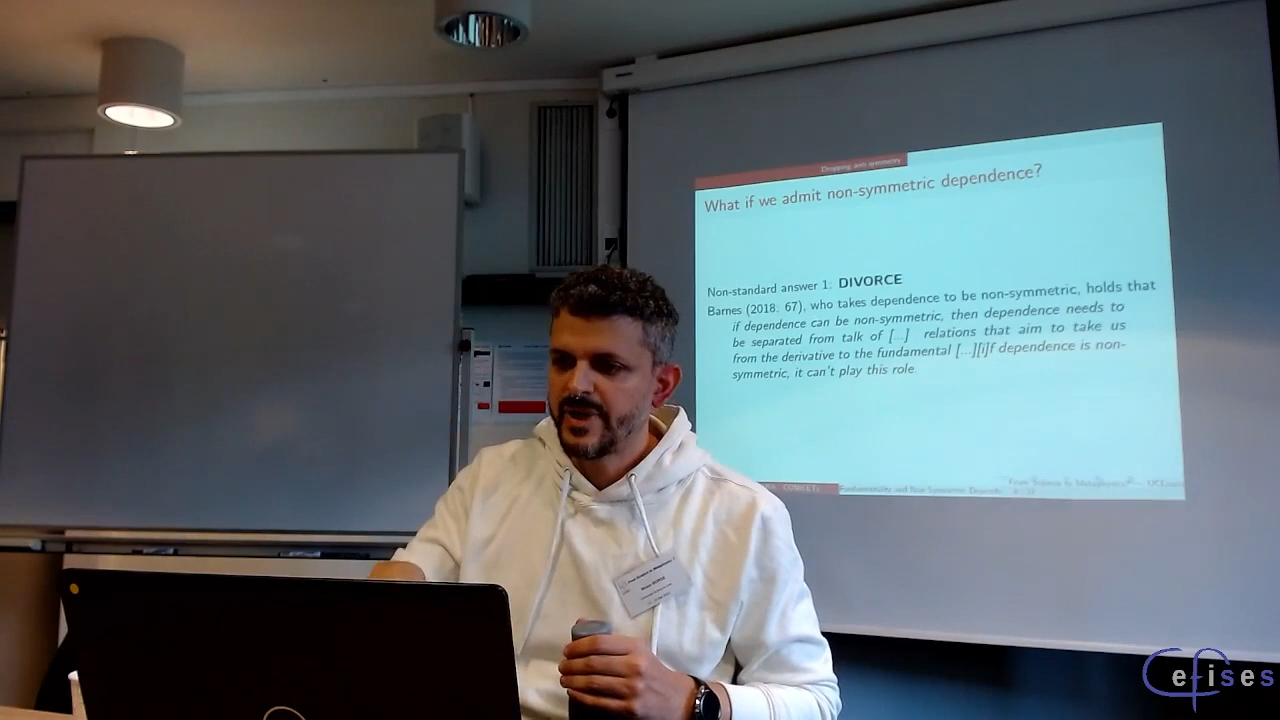 Dropping anti-symmetry
What if we admit non-symmetric dependence?
Non-standard answer 1: DIVORCE
Barnes (2018: 67), who takes dependence to be non-symmetric, holds that
if dependence can be non-symmetric, then dependence needs to
be separated from talk of [...] relations that aim to take us
from the derivative to the fundamental [...][i]f dependence is non-
symmetric, it can't play this role.
CONICET)
Fundamentality and Non-Symmetric
From Science to Metaphysics
Cefises